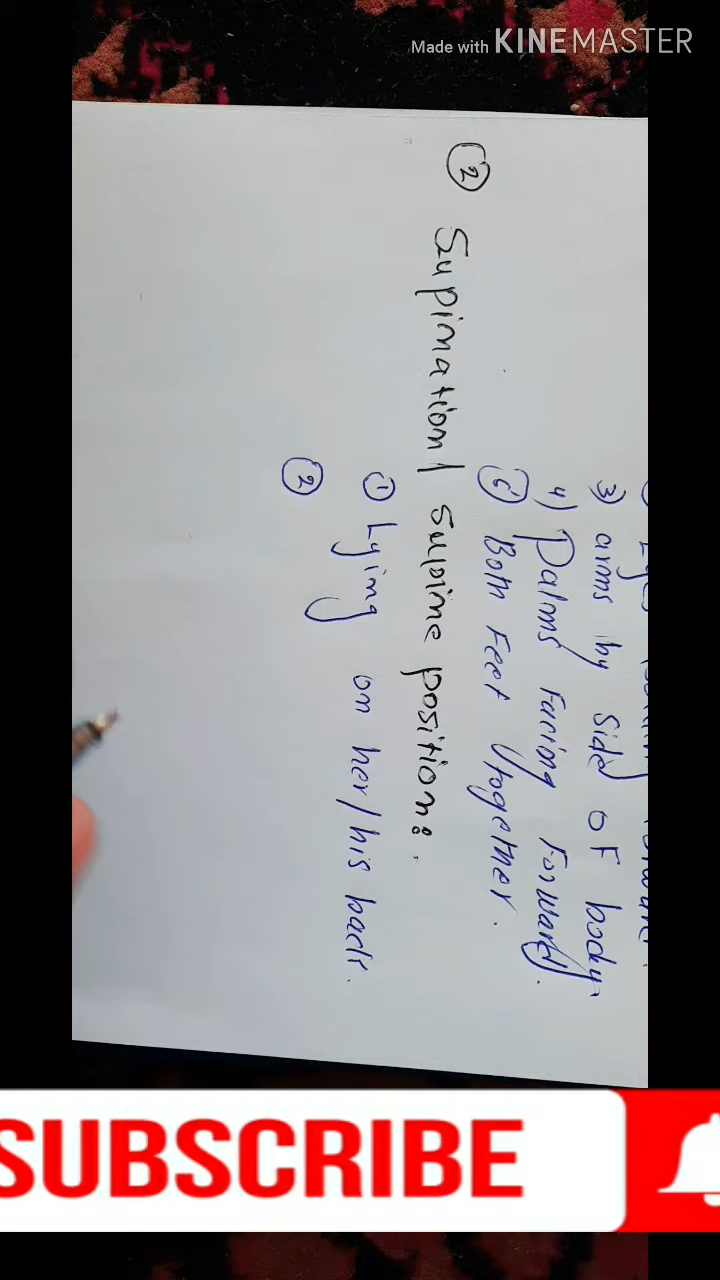 Made with KINEMASTER
3) arms by side of body.
4) Palms Facing Forward.
6 Both Feet together.
2 Supination/ supine position:
1 Lying on her/his back.
2
SUBSCRIBE